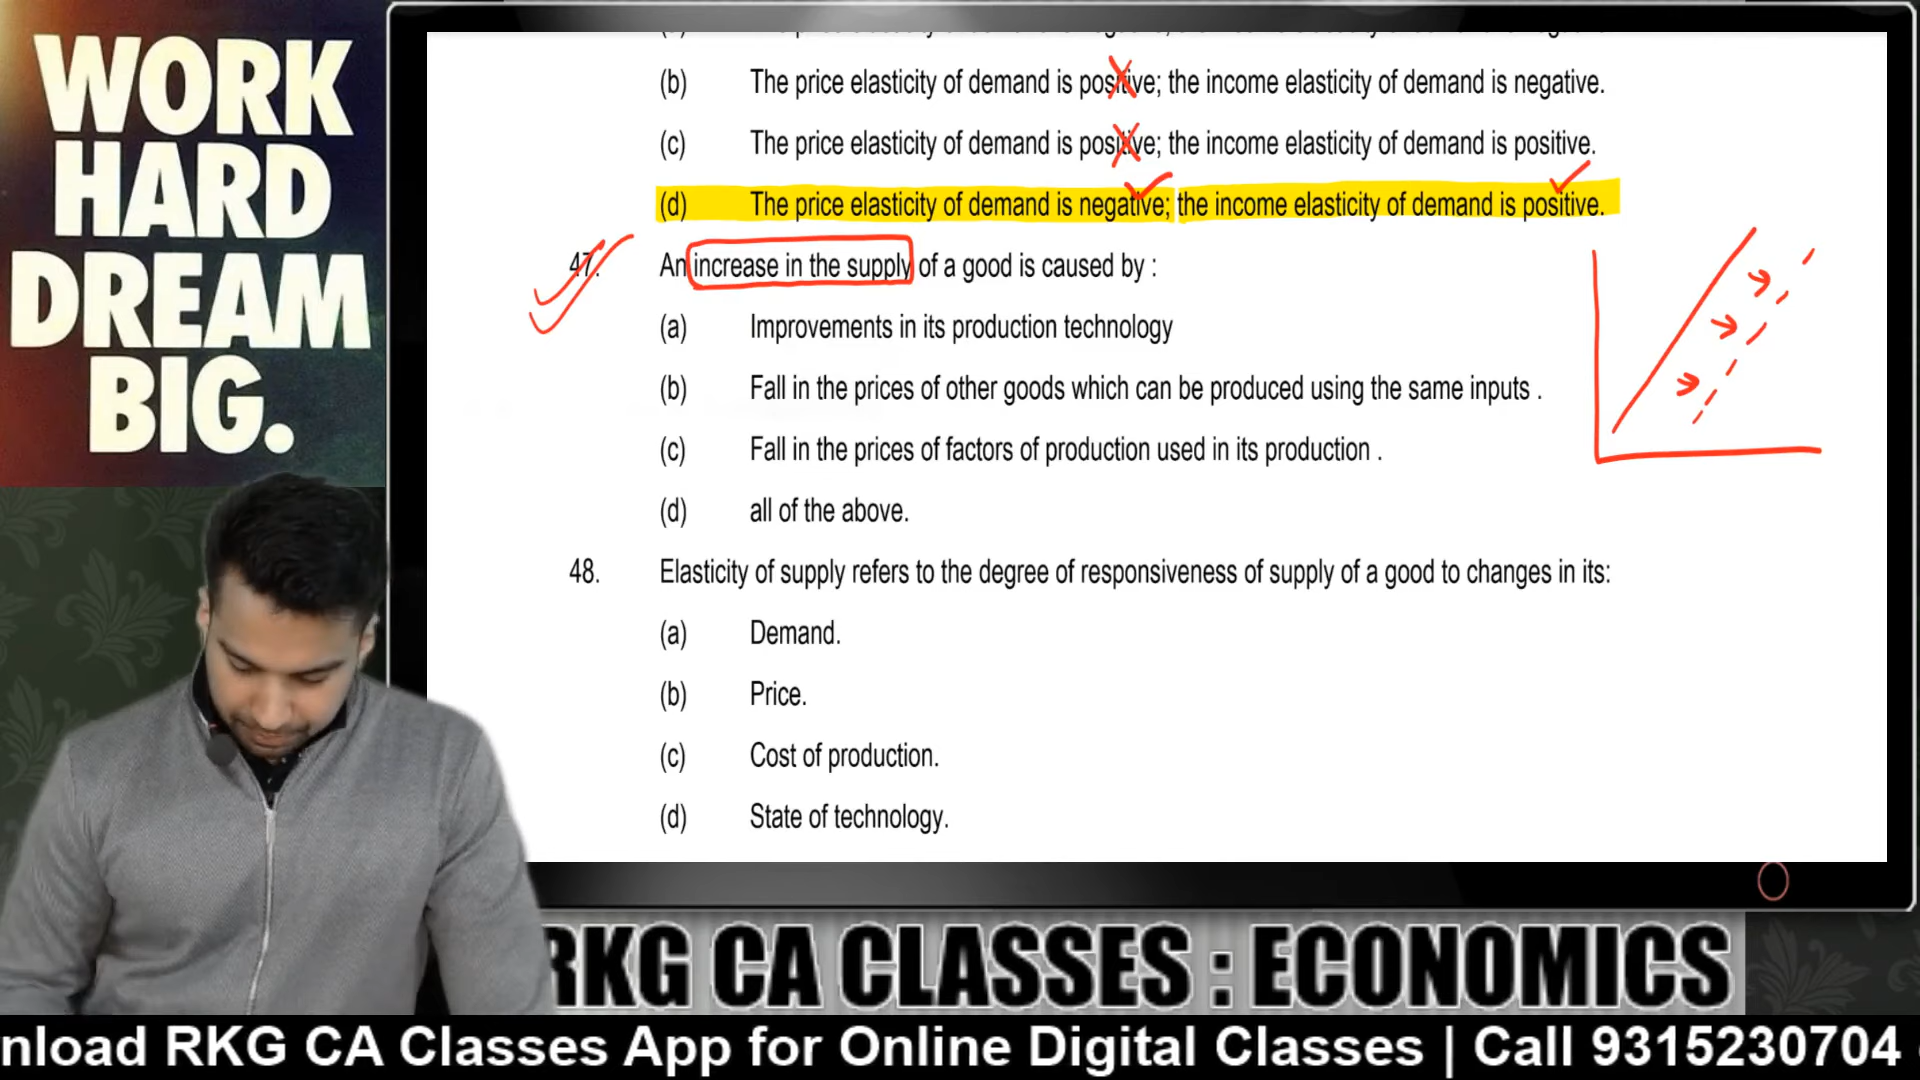 WORK
HARD
DREAM
BIG.
(b) The price elasticity of demand is positive; the income elasticity of demand is negative.
(c) The price elasticity of demand is positive; the income elasticity of demand is positive.
(d) The price elasticity of demand is negative; the income elasticity of demand is positive.
47. An increase in the supply of a good is caused by :
(a) Improvements in its production technology
(b) Fall in the prices of other goods which can be produced using the same inputs .
(c) Fall in the prices of factors of production used in its production .
(d) all of the above.
48. Elasticity of supply refers to the degree of responsiveness of supply of a good to changes in its:
(a) Demand.
(b) Price.
(c) Cost of production.
(d) State of technology.
RKG CA CLASSES : ECONOMICS
nload RKG CA Classes App for Online Digital Classes | Call 9315230704